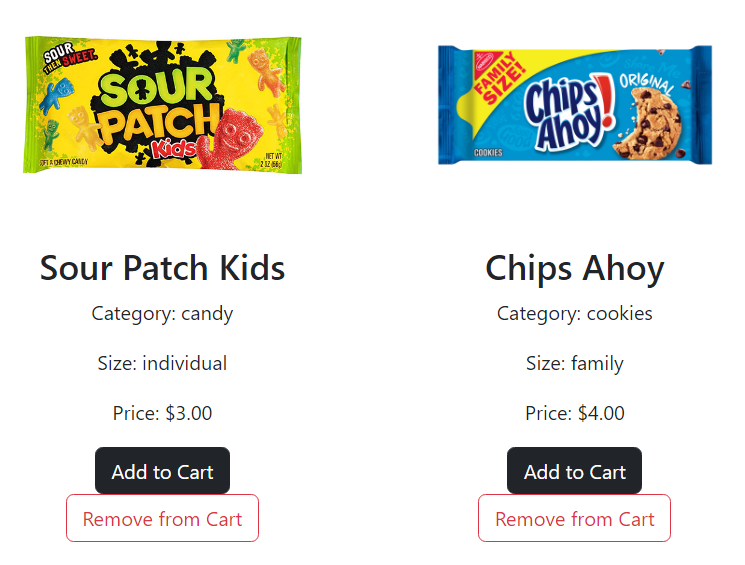 SOUR
THEN SWEET.
SOUR
PATCH
Kids
SOFT & CHEWY CANDY
NET WT
2 OZ (56g)
FAMILY
SIZE!
Chips
Ahoy!
ORIGINAL
COOKIES
Sour Patch Kids
Category: candy
Size: individual
Price: $3.00
Add to Cart
Remove from Cart
Chips Ahoy
Category: cookies
Size: family
Price: $4.00
Add to Cart
Remove from Cart